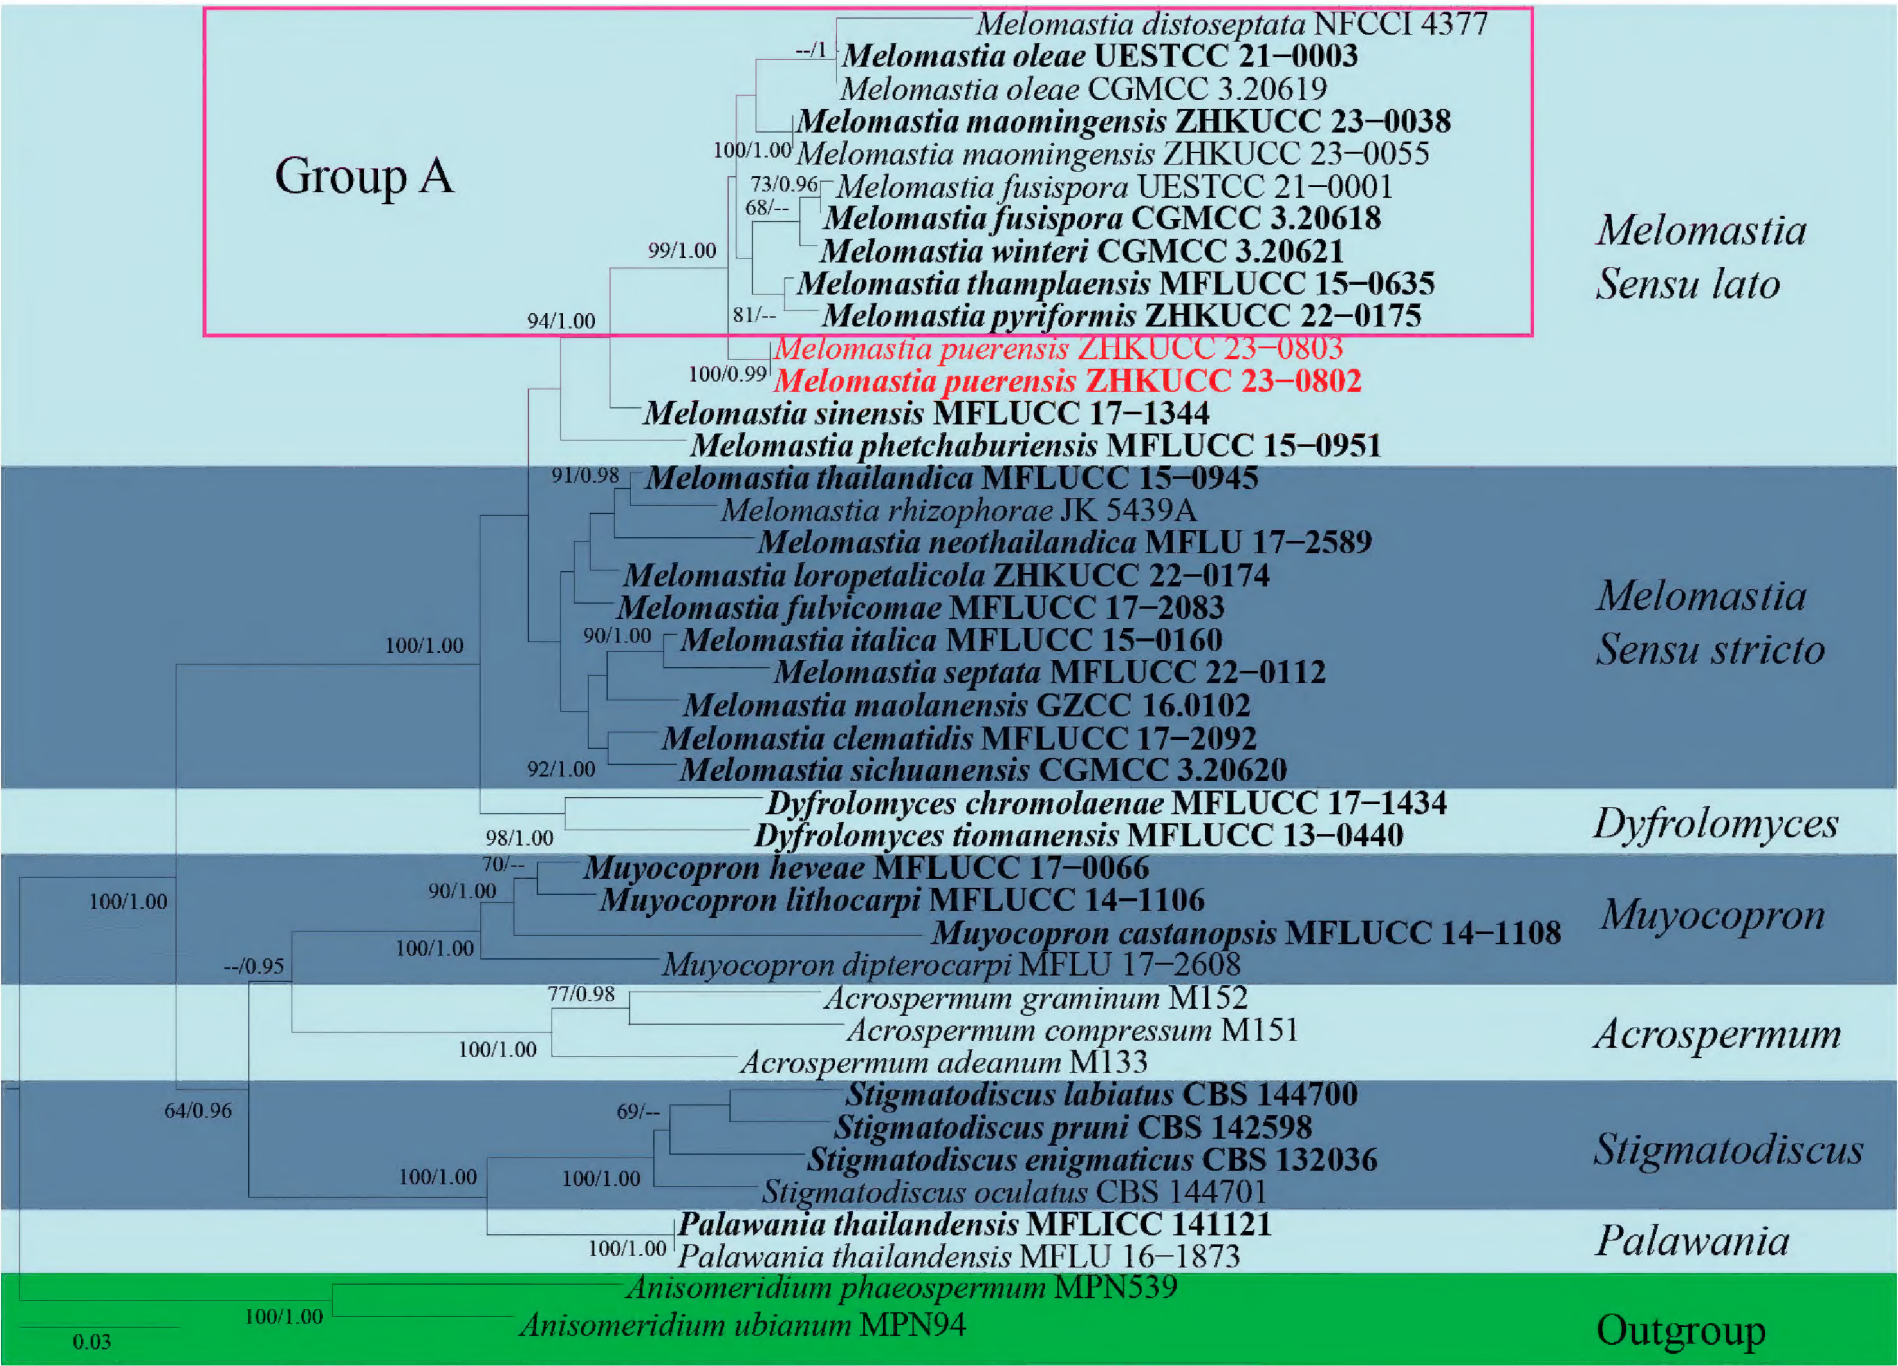 Melomastia distoseptata NFCCI 4377
--/1
Melomastia oleae UESTCC 21−0003
Melomastia oleae CGMCC 3.20619
Melomastia maomingensis ZHKUCC 23−0038
100/1.00
Melomastia maomingensis ZHKUCC 23−0055
Group A
73/0.96
Melomastia fusispora UESTCC 21−0001
68/--
Melomastia fusispora CGMCC 3.20618
Melomastia
Sensu lato
99/1.00
Melomastia winteri CGMCC 3.20621
Melomastia thamplaensis MFLUCC 15−0635
94/1.00
81/--
Melomastia pyriformis ZHKUCC 22−0175
Melomastia puerensis ZHKUCC 23−0803
100/0.99
Melomastia puerensis ZHKUCC 23−0802
Melomastia sinensis MFLUCC 17−1344
Melomastia phetchaburiensis MFLUCC 15−0951
91/0.98
Melomastia thailandica MFLUCC 15−0945
Melomastia rhizophorae JK 5439A
Melomastia neothailandica MFLU 17−2589
Melomastia loropetalicola ZHKUCC 22−0174
Melomastia fulvicomae MFLUCC 17−2083
Melomastia
Sensu stricto
100/1.00
90/1.00
Melomastia italica MFLUCC 15−0160
Melomastia septata MFLUCC 22−0112
Melomastia maolanensis GZCC 16.0102
Melomastia clematidis MFLUCC 17−2092
92/1.00
Melomastia sichuanensis CGMCC 3.20620
Dyfrolomyces chromolaenae MFLUCC 17−1434
98/1.00
Dyfrolomyces tiomanensis MFLUCC 13−0440
Dyfrolomyces
70/--
Muyocopron heveae MFLUCC 17−0066
100/1.00
90/1.00
Muyocopron lithocarpi MFLUCC 14−1106
Muyocopron castanopsis MFLUCC 14−1108
Muyocopron
100/1.00
--/0.95
Muyocopron dipterocarpi MFLU 17−2608
77/0.98
Acrospermum graminum M152
Acrospermum compressum M151
Acrospermum
100/1.00
Acrospermum adeanum M133
Stigmatodiscus labiatus CBS 144700
64/0.96
69/--
Stigmatodiscus pruni CBS 142598
Stigmatodiscus enigmaticus CBS 132036
Stigmatodiscus
100/1.00
100/1.00
Stigmatodiscus oculatus CBS 144701
Palawania thailandensis MFLICC 141121
100/1.00
Palawania thailandensis MFLU 16−1873
Palawania
Anisomeridium phaeospermum MPN539
100/1.00
Anisomeridium ubianum MPN94
Outgroup
0.03